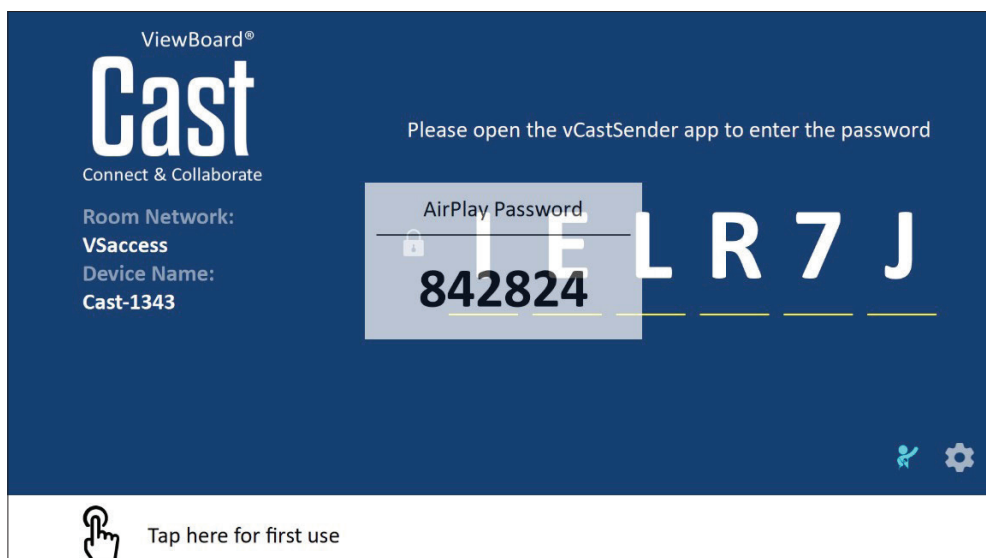 ViewBoard®
Cast
Connect & Collaborate
Room Network:
VSaccess
Device Name:
Cast-1343
Please open the vCastSender app to enter the password
AirPlay Password
842824
I E L R 7 J
Tap here for first use